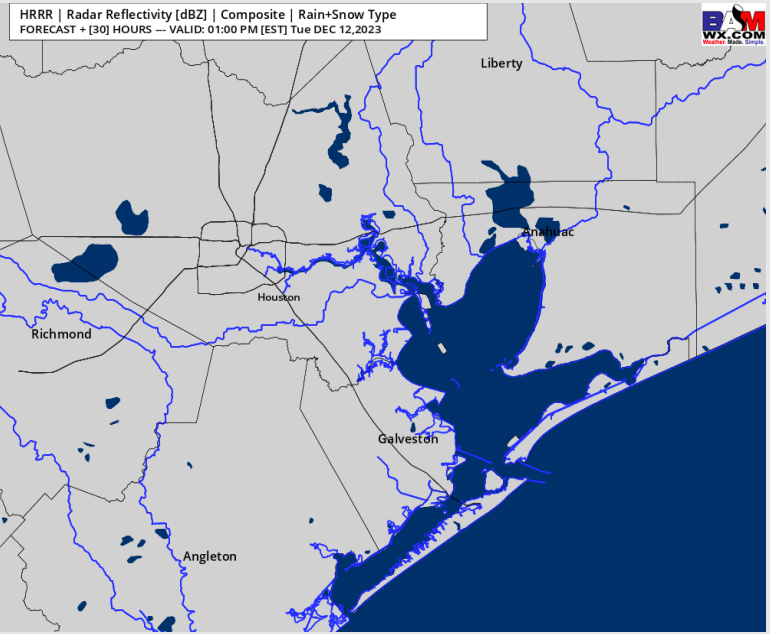 HRRR | Radar Reflectivity [dBZ] | Composite | Rain+Snow Type
FORECAST + [30] HOURS --- VALID: 01:00 PM [EST] Tue DEC 12,2023
BAM
WX.COM
Weather. Made. Simple.
Liberty
Anahuac
Houston
Richmond
Galveston
Angleton